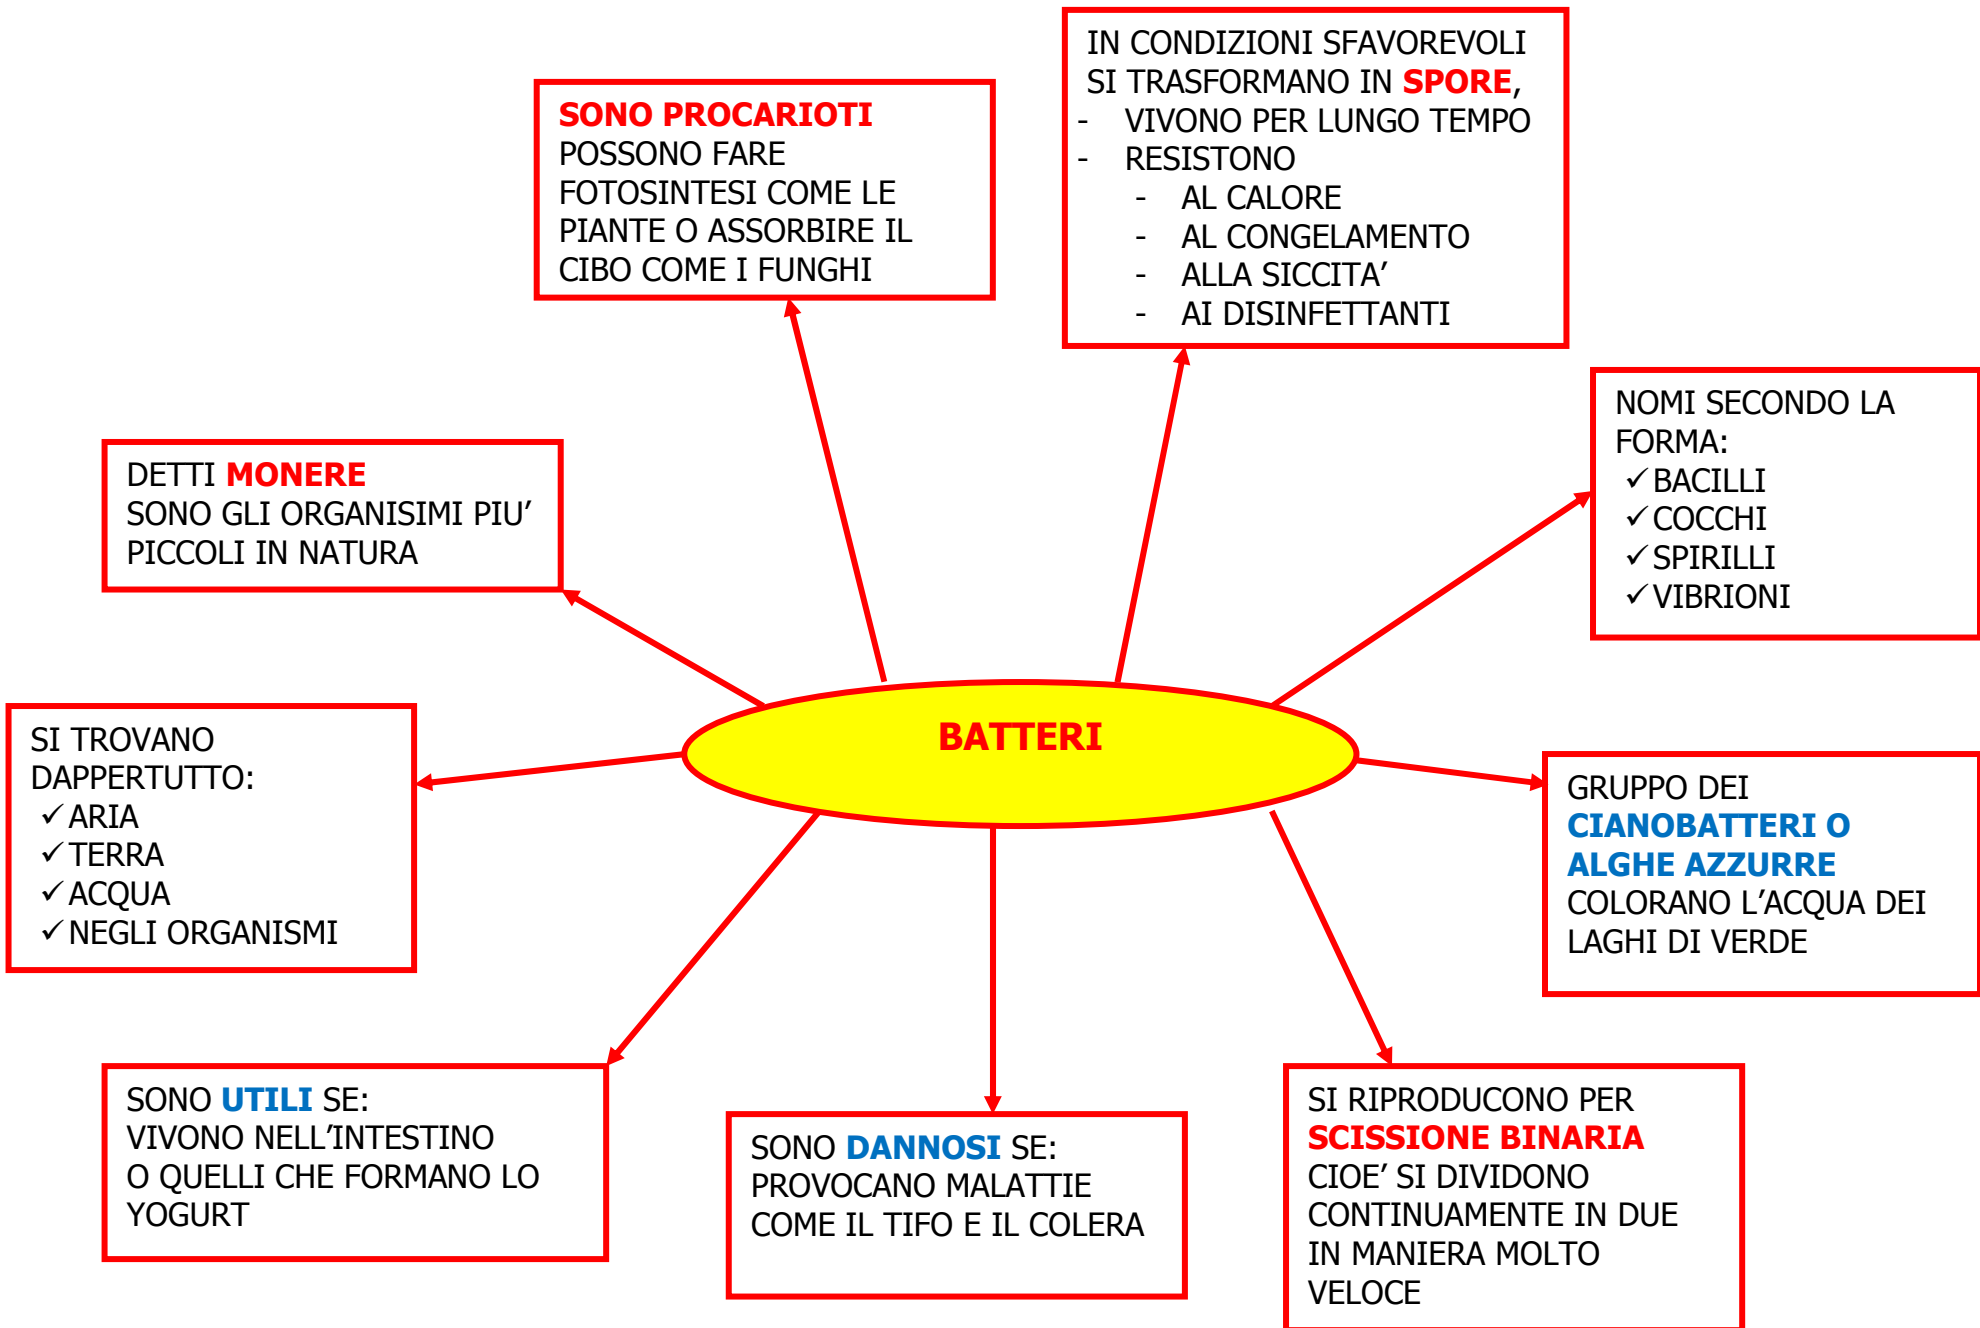 IN CONDIZIONI SFAVOREVOLI
SI TRASFORMANO IN SPORE,
- VIVONO PER LUNGO TEMPO
- RESISTONO
- AL CALORE
- AL CONGELAMENTO
- ALLA SICCITA’
- AI DISINFETTANTI
SONO PROCARIOTI
POSSONO FARE
FOTOSINTESI COME LE
PIANTE O ASSORBIRE IL
CIBO COME I FUNGHI
NOMI SECONDO LA
FORMA:
✓BACILLI
✓COCCHI
✓SPIRILLI
✓VIBRIONI
DETTI MONERE
SONO GLI ORGANISIMI PIU’
PICCOLI IN NATURA
BATTERI
SI TROVANO
DAPPERTUTTO:
✓ARIA
✓TERRA
✓ACQUA
✓NEGLI ORGANISMI
GRUPPO DEI
CIANOBATTERI O
ALGHE AZZURRE
COLORANO L’ACQUA DEI
LAGHI DI VERDE
SONO UTILI SE:
VIVONO NELL’INTESTINO
O QUELLI CHE FORMANO LO
YOGURT
SONO DANNOSI SE:
PROVOCANO MALATTIE
COME IL TIFO E IL COLERA
SI RIPRODUCONO PER
SCISSIONE BINARIA
CIOE’ SI DIVIDONO
CONTINUAMENTE IN DUE
IN MANIERA MOLTO
VELOCE